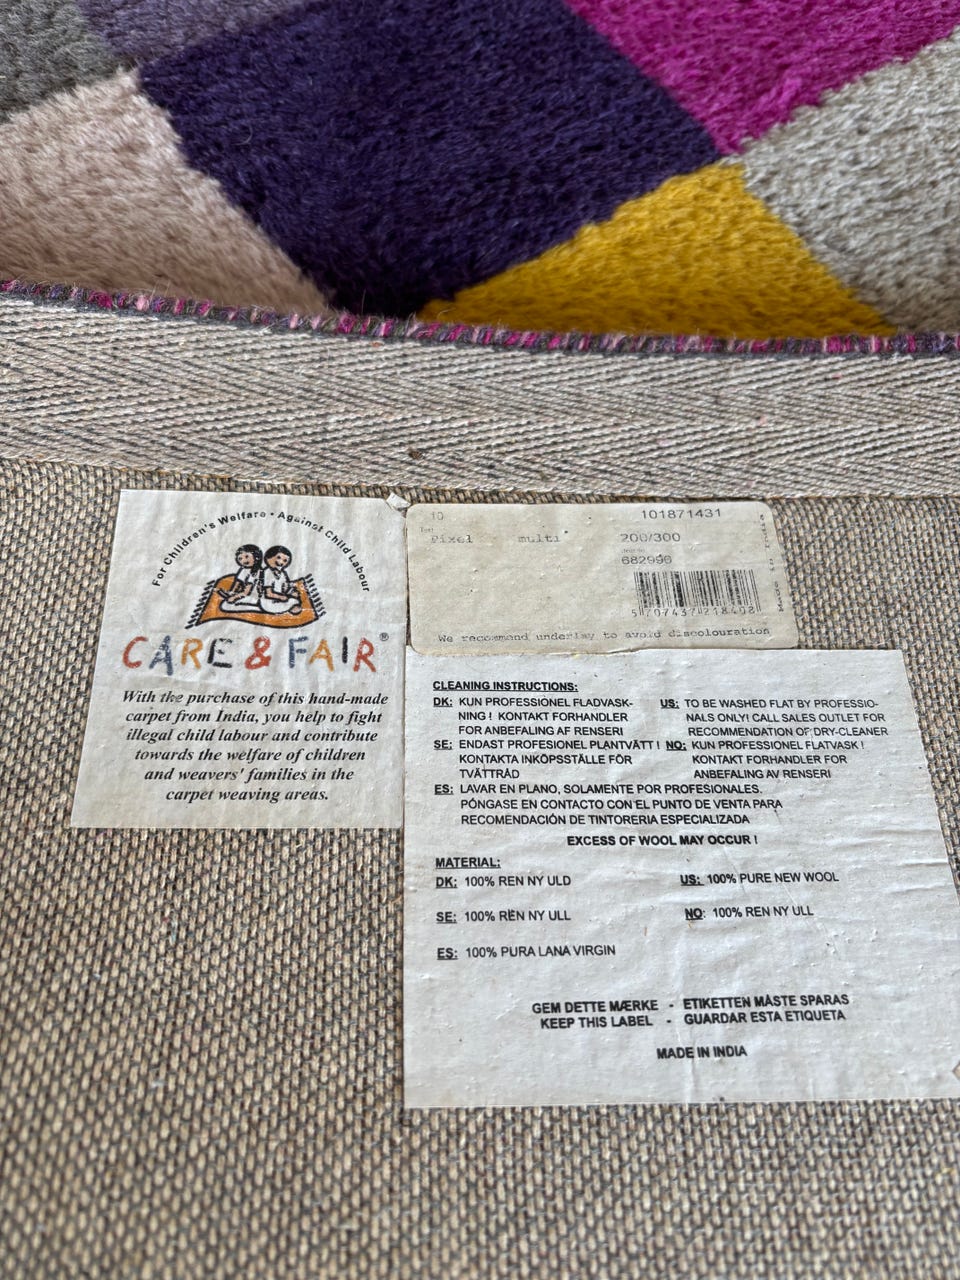 For Children's Welfare • Against Child Labour
CARE & FAIR®
With the purchase of this hand-made
carpet from India, you help to fight
illegal child labour and contribute
towards the welfare of children
and weavers' families in the
carpet weaving areas.
10 101871431
Pixel multi 200/300
682996
5 707437 218408
Made in India
We recommend underlay to avoid discolouration
CLEANING INSTRUCTIONS:
DK: KUN PROFESSIONEL FLADVASK-
NING ! KONTAKT FORHANDLER
FOR ANBEFALING AF RENSERI
US: TO BE WASHED FLAT BY PROFESSIO-
NALS ONLY! CALL SALES OUTLET FOR
RECOMMENDATION OF DRY-CLEANER
SE: ENDAST PROFESIONEL PLANTVÄTT !
KONTAKTA INKÖPSSTÄLLE FÖR
TVÄTTRÅD
NO: KUN PROFESSIONEL FLATVASK !
KONTAKT FORHANDLER FOR
ANBEFALING AV RENSERI
ES: LAVAR EN PLANO, SOLAMENTE POR PROFESIONALES.
PÓNGASE EN CONTACTO CON EL PUNTO DE VENTA PARA
RECOMENDACIÓN DE TINTORERIA ESPECIALIZADA
EXCESS OF WOOL MAY OCCUR !
MATERIAL:
DK: 100% REN NY ULD
US: 100% PURE NEW WOOL
SE: 100% REN NY ULL
NO: 100% REN NY ULL
ES: 100% PURA LANA VIRGIN
GEM DETTE MÆRKE - ETIKETTEN MÅSTE SPARAS
KEEP THIS LABEL - GUARDAR ESTA ETIQUETA
MADE IN INDIA